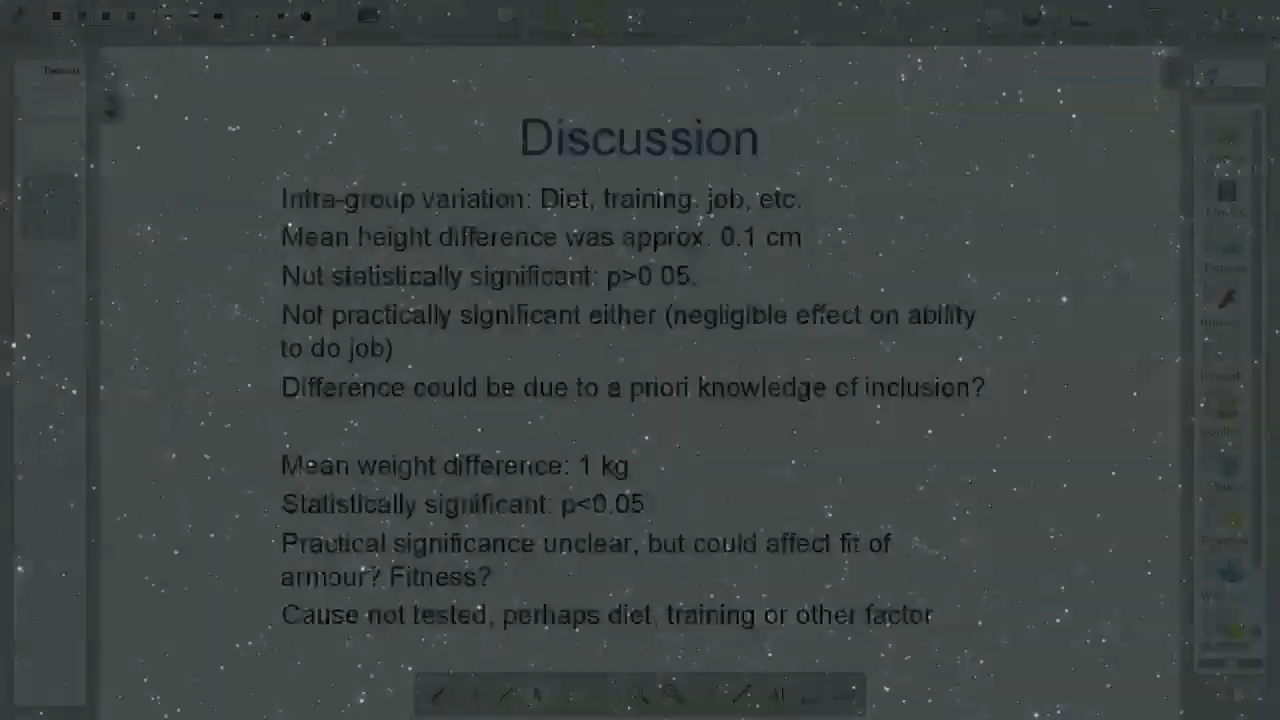 Discussion
Intra-group variation: Diet, training, job, etc.
Mean height difference was approx. 0.1 cm
Not statistically significant: p>0.05.
Not practically significant either (negligible effect on ability
to do job)
Difference could be due to a priori knowledge of inclusion?
Mean weight difference: 1 kg
Statistically significant: p<0.05
Practical significance unclear, but could affect fit of
armour? Fitness?
Cause not tested, perhaps diet, training or other factor